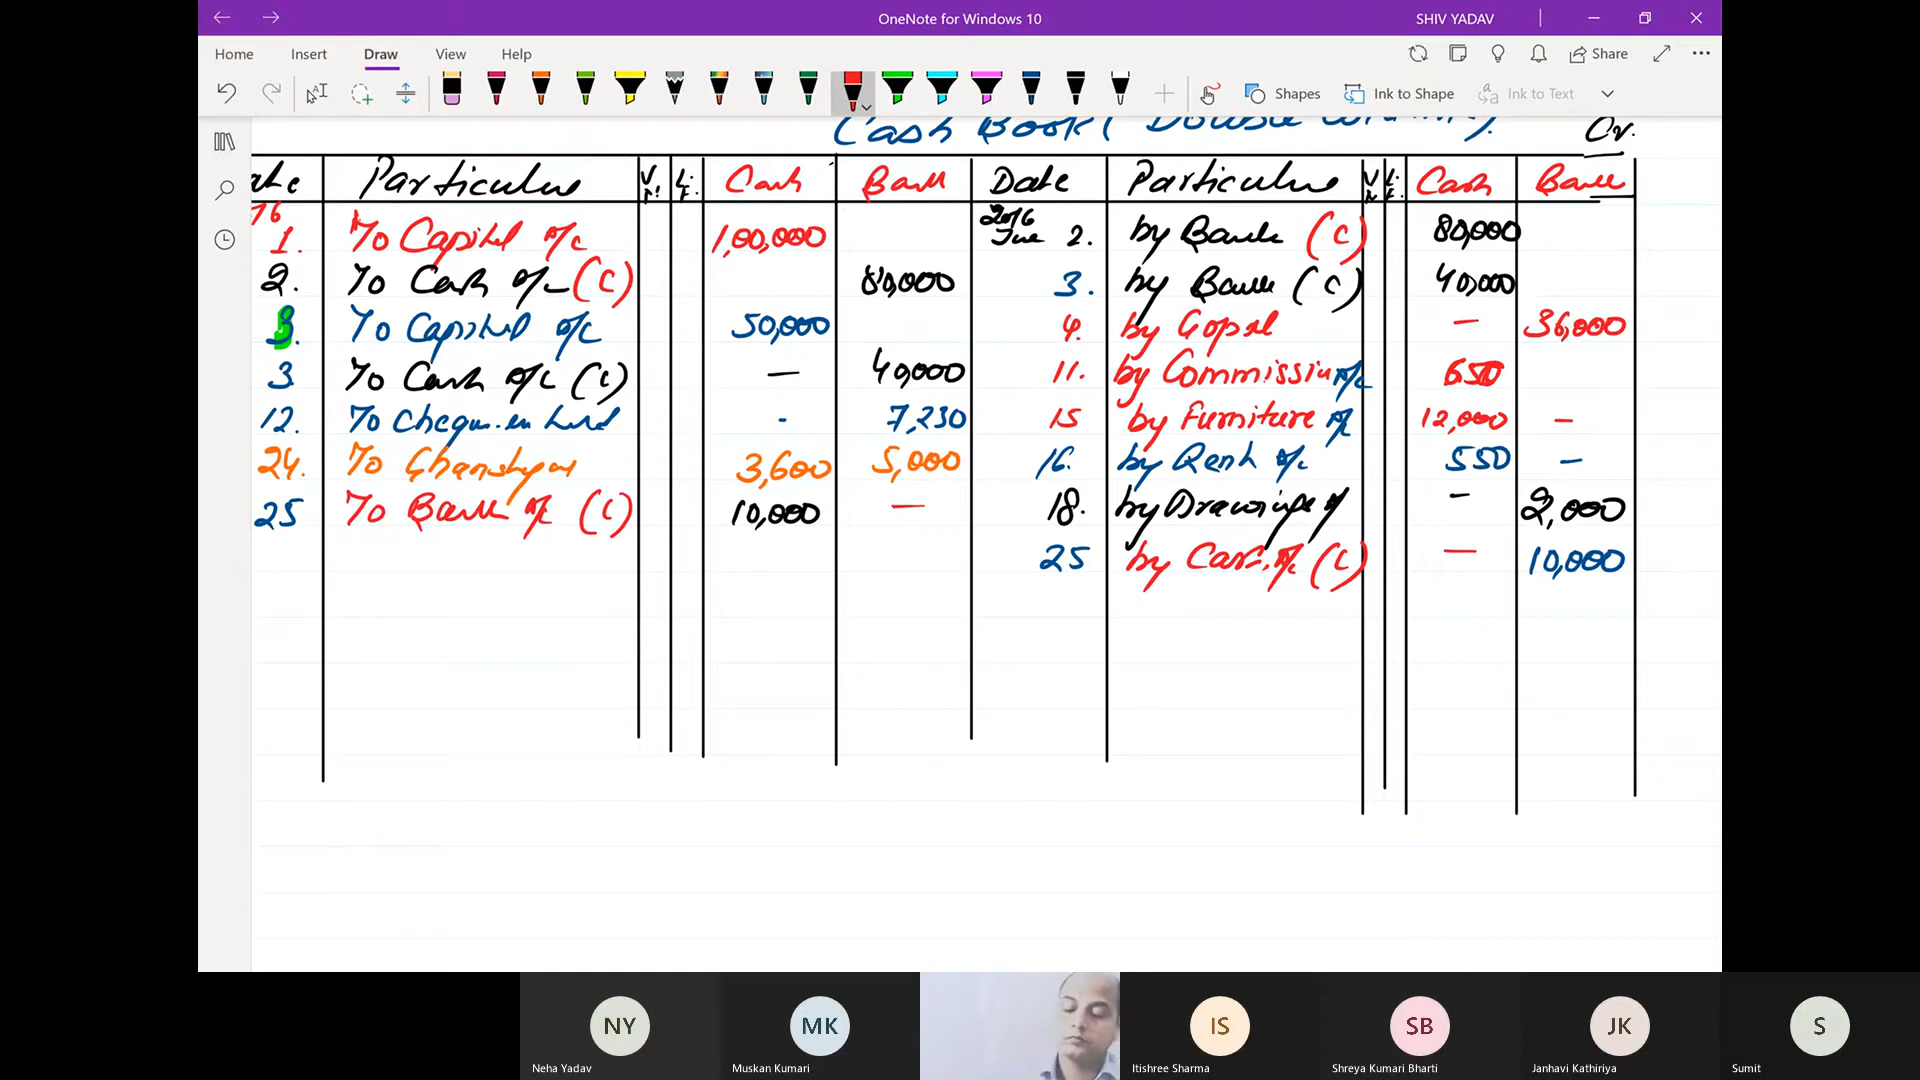 OneNote for Windows 10
SHIV YADAV
Home Insert Draw View Help
Share
Shapes Ink to Shape Ink to Text
Cash Book ( Double Column). Cr.
ate Particulars V. N. L. F. Cash Bank Date Particulars V. N. L. F. Cash Bank
16 1. To Capital a/c 1,00,000
2. To Cash a/c (C) 80,000
3. To Capital a/c 50,000
3 To Cash a/c (C) — 40,000
12. To Cheque in hand - 7,230
24. To Ghanshyam 3,600 5,000
25 To Bank a/c (C) 10,000 —
2016 Jue 2. by Bank (C) 80,000
3. by Bank (C) 40,000
4. by Gopal — 36,000
11. by Commission a/c 650
15 by Furniture a/c 12,000 —
16. by Rent a/c 550 —
18. by Drawings a/c - 2,000
25 by Cash a/c (C) — 10,000
NY MK IS SB JK S
Neha Yadav Muskan Kumari Itishree Sharma Shreya Kumari Bharti Janhavi Kathiriya Sumit